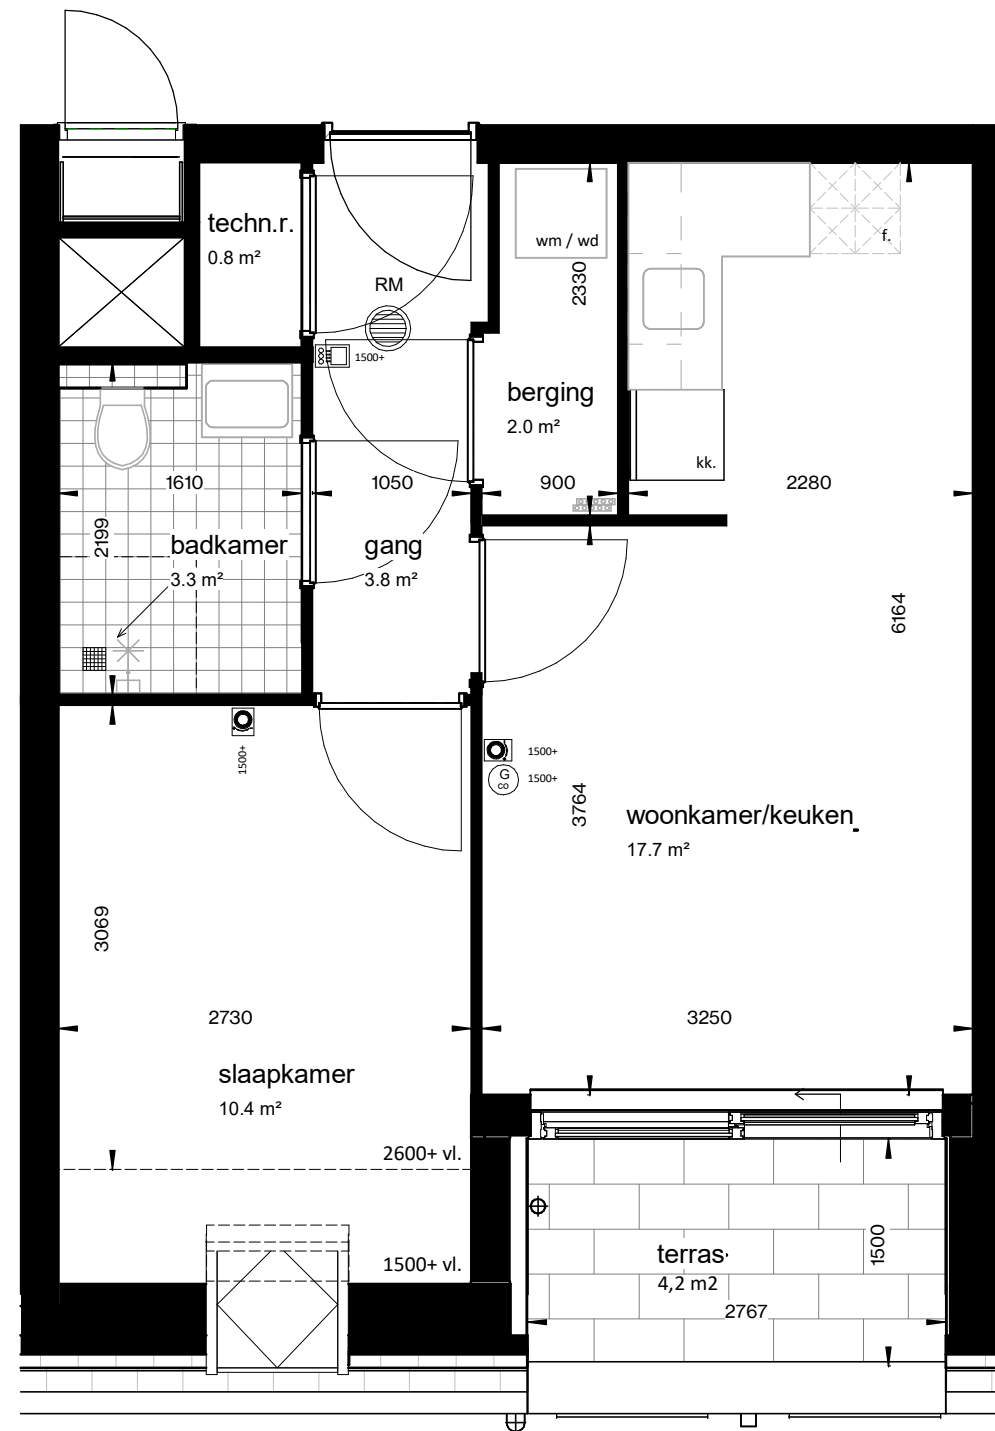 techn.r.
0.8 m²
RM
wm / wd
2330
f.
1500+
berging
2.0 m²
kk.
1610
1050
900
2280
2199
badkamer
3.3 m²
gang
3.8 m²
6164
1500+
1500+
G
co
1500+
3764
woonkamer/keuken
17.7 m²
3069
2730
3250
slaapkamer
10.4 m²
2600+ vl.
1500+ vl.
terras
4,2 m2
1500
2767